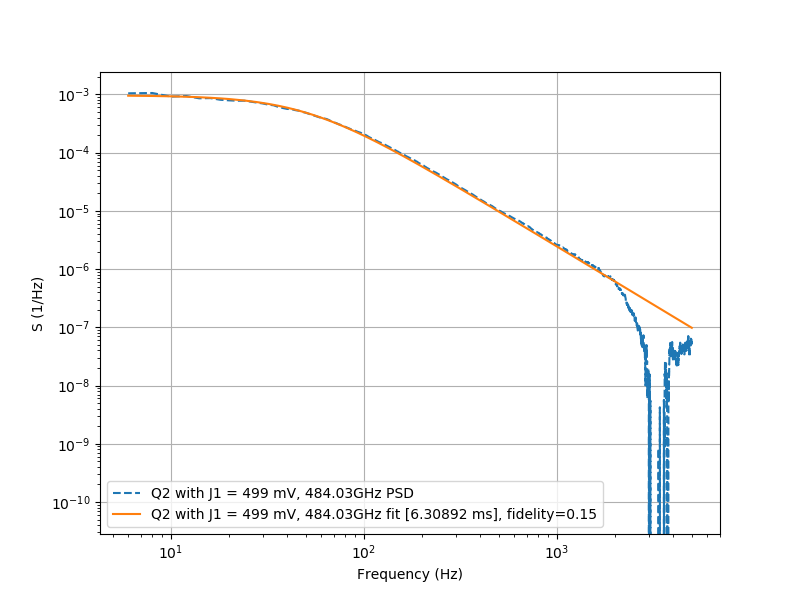 10⁻³
10⁻⁴
10⁻⁵
10⁻⁶
10⁻⁷
10⁻⁸
10⁻⁹
10⁻¹⁰
S (1/Hz)
Q2 with J1 = 499 mV, 484.03GHz PSD
Q2 with J1 = 499 mV, 484.03GHz fit [6.30892 ms], fidelity=0.15
10¹ 10² 10³
Frequency (Hz)